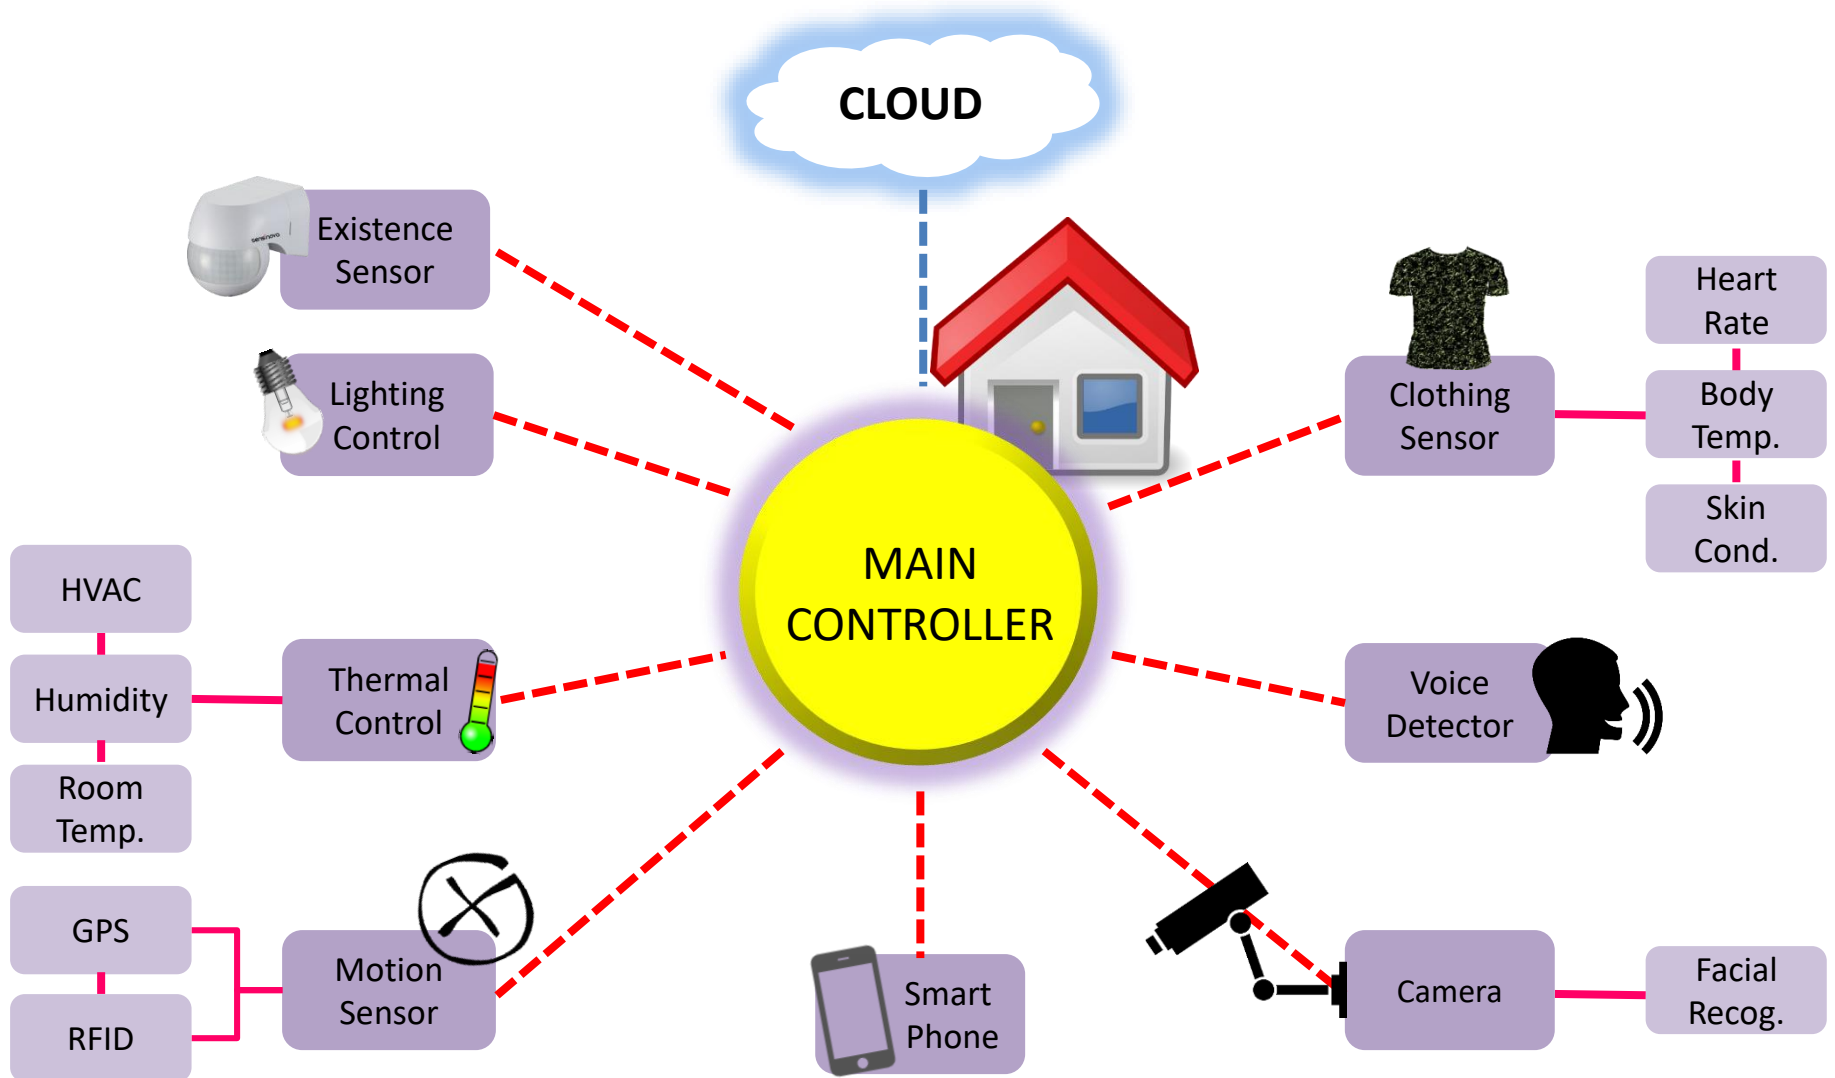 CLOUD
Existence
Sensor
Lighting
Control
Heart
Rate
Clothing
Sensor
Body
Temp.
Skin
Cond.
MAIN
CONTROLLER
HVAC
Humidity
Room
Temp.
Thermal
Control
Voice
Detector
GPS
RFID
Motion
Sensor
Smart
Phone
Camera
Facial
Recog.